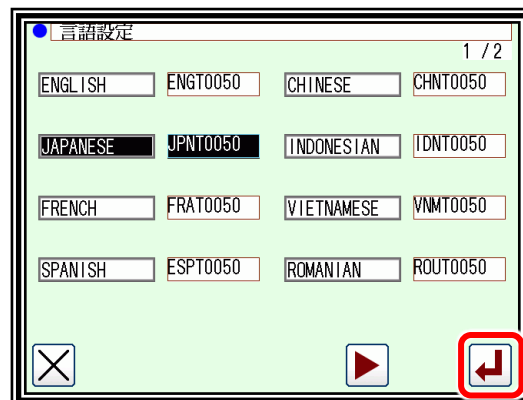 言語設定
1 /2
ENGLISH ENGT0050 CHINESE CHNT0050
JAPANESE JPNT0050 INDONESIAN IDNT0050
FRENCH FRAT0050 VIETNAMESE VNMT0050
SPANISH ESPT0050 ROMANIAN ROUT0050